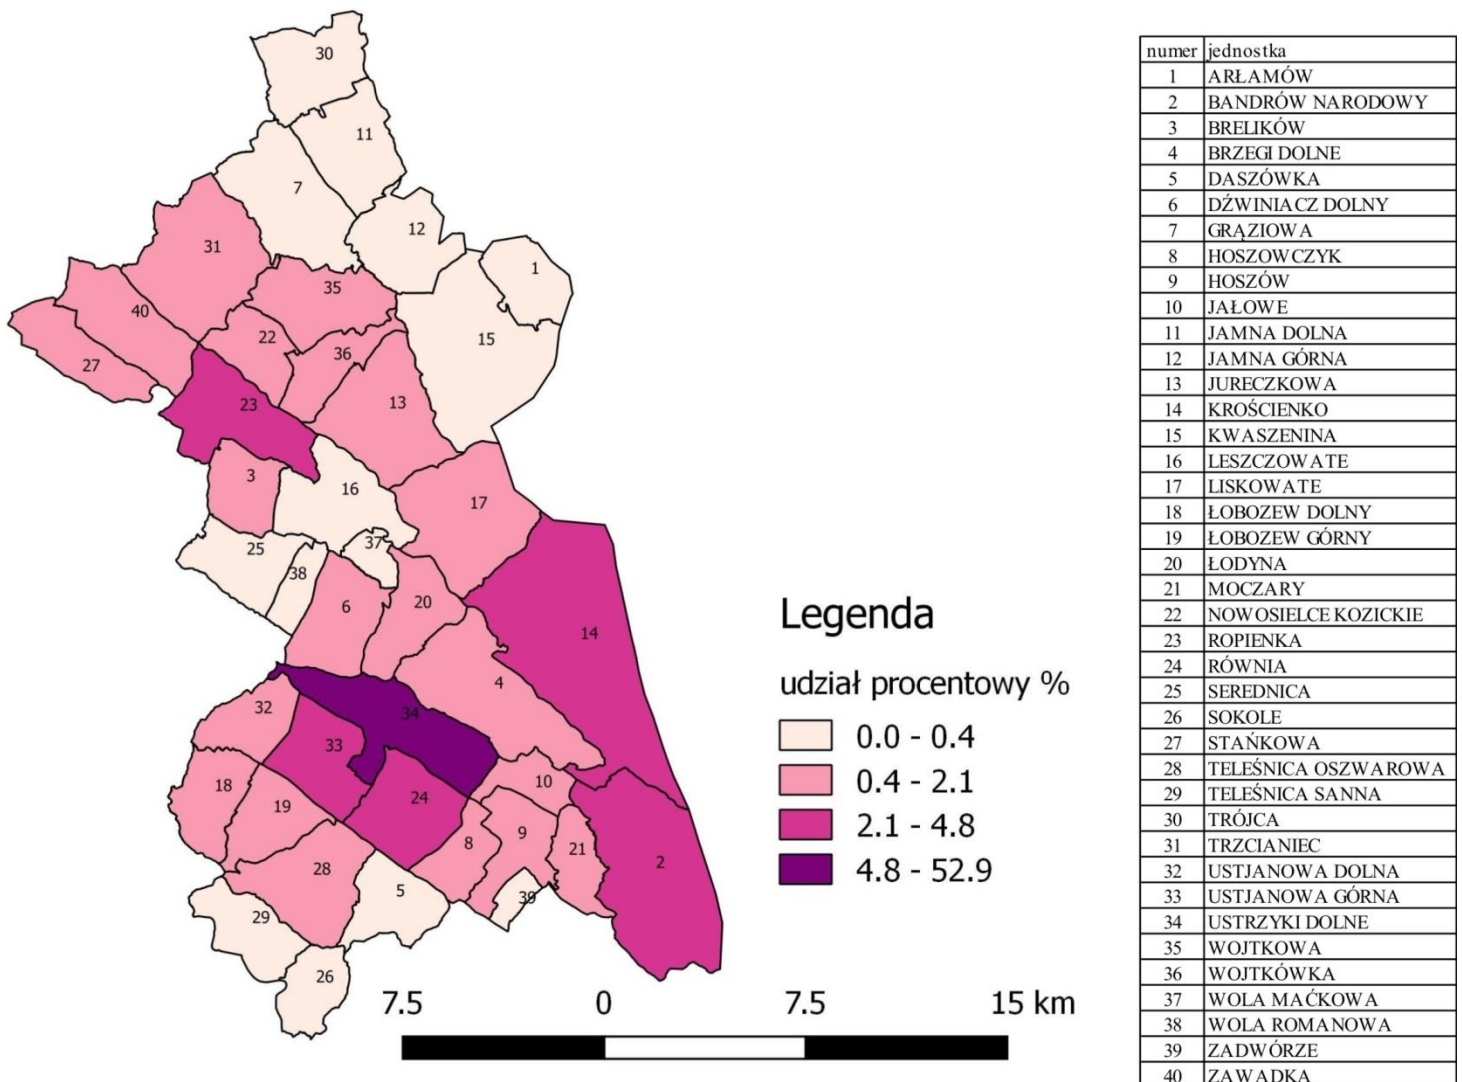 30
11
7
12
31
1
35
40
22
15
36
27
23
13
3
16
17
25
37
38
6
20
14
4
32
34
33
18
19
24
10
8
9
21
2
28
5
39
29
26
Legenda
udział procentowy %
0.0 - 0.4
0.4 - 2.1
2.1 - 4.8
4.8 - 52.9
7.5 0 7.5 15 km
numer jednostka
1 ARŁAMÓW
2 BANDRÓW NARODOWY
3 BRELIKÓW
4 BRZEGI DOLNE
5 DASZÓWKA
6 DŹWINIACZ DOLNY
7 GRĄZIOWA
8 HOSZOWCZYK
9 HOSZÓW
10 JAŁOWE
11 JAMNA DOLNA
12 JAMNA GÓRNA
13 JURECZKOWA
14 KROŚCIENKO
15 KWASZENINA
16 LESZCZOWATE
17 LISKOWATE
18 ŁOBOZEW DOLNY
19 ŁOBOZEW GÓRNY
20 ŁODYNA
21 MOCZARY
22 NOWOSIELCE KOZICKIE
23 ROPIENKA
24 RÓWNIA
25 SEREDNICA
26 SOKOLE
27 STAŃKOWA
28 TELEŚNICA OSZWAROWA
29 TELEŚNICA SANNA
30 TRÓJCA
31 TRZCIANIEC
32 USTJANOWA DOLNA
33 USTJANOWA GÓRNA
34 USTRZYKI DOLNE
35 WOJTKOWA
36 WOJTKÓWKA
37 WOLA MAĆKOWA
38 WOLA ROMANOWA
39 ZADWÓRZE
40 ZAWADKA